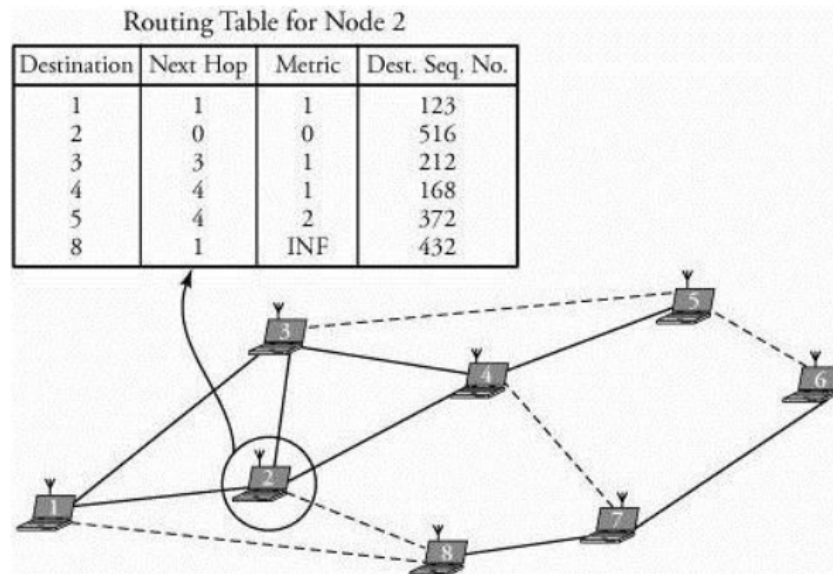 Routing Table for Node 2
Destination Next Hop Metric Dest. Seq. No.
1 1 1 123
2 0 0 516
3 3 1 212
4 4 1 168
5 4 2 372
8 1 INF 432
5
3
4
6
2
1
7
8